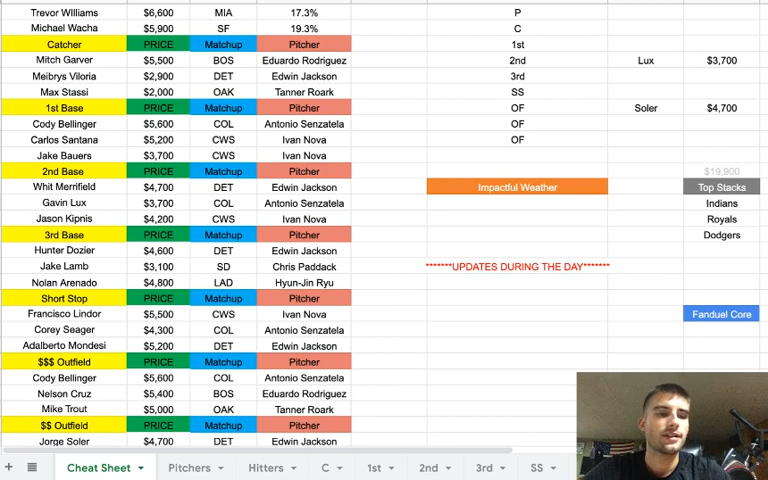 Trevor WIlliams $6,600 MIA 17.3% P
Michael Wacha $5,900 SF 19.3% C
Catcher PRICE Matchup Pitcher 1st
Mitch Garver $5,500 BOS Eduardo Rodriguez 2nd Lux $3,700
Meibrys Viloria $2,900 DET Edwin Jackson 3rd
Max Stassi $2,000 OAK Tanner Roark SS
1st Base PRICE Matchup Pitcher OF Soler $4,700
Cody Bellinger $5,600 COL Antonio Senzatela OF
Carlos Santana $5,200 CWS Ivan Nova OF
Jake Bauers $3,700 CWS Ivan Nova
2nd Base PRICE Matchup Pitcher $19,900
Whit Merrifield $4,700 DET Edwin Jackson Impactful Weather Top Stacks
Gavin Lux $3,700 COL Antonio Senzatela Indians
Jason Kipnis $4,200 CWS Ivan Nova Royals
3rd Base PRICE Matchup Pitcher Dodgers
Hunter Dozier $4,600 DET Edwin Jackson
Jake Lamb $3,100 SD Chris Paddack *******UPDATES DURING THE DAY*******
Nolan Arenado $4,800 LAD Hyun-Jin Ryu
Short Stop PRICE Matchup Pitcher
Francisco Lindor $5,500 CWS Ivan Nova Fanduel Core
Corey Seager $4,300 COL Antonio Senzatela
Adalberto Mondesi $5,200 DET Edwin Jackson
$$$ Outfield PRICE Matchup Pitcher
Cody Bellinger $5,600 COL Antonio Senzatela
Nelson Cruz $5,400 BOS Eduardo Rodriguez
Mike Trout $5,000 OAK Tanner Roark
$$ Outfield PRICE Matchup Pitcher
Jorge Soler $4,700 DET Edwin Jackson
Cheat Sheet Pitchers Hitters C 1st 2nd 3rd SS